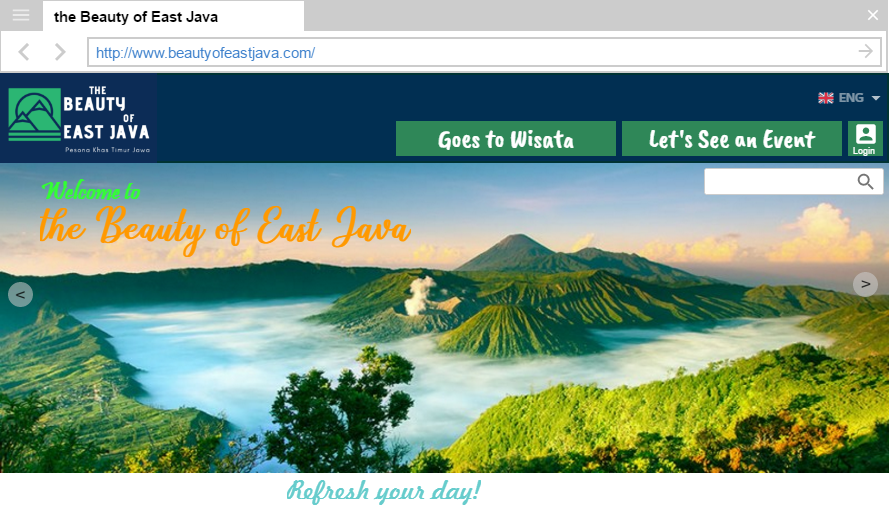 the Beauty of East Java
http://www.beautyofeastjava.com/
THE
BEAUTY
OF
EAST JAVA
Pesona Khas Timur Jawa
ENG
Goes to Wisata
Let's See an Event
Login
Welcome to
the Beauty of East Java
<
>
Refresh your day!